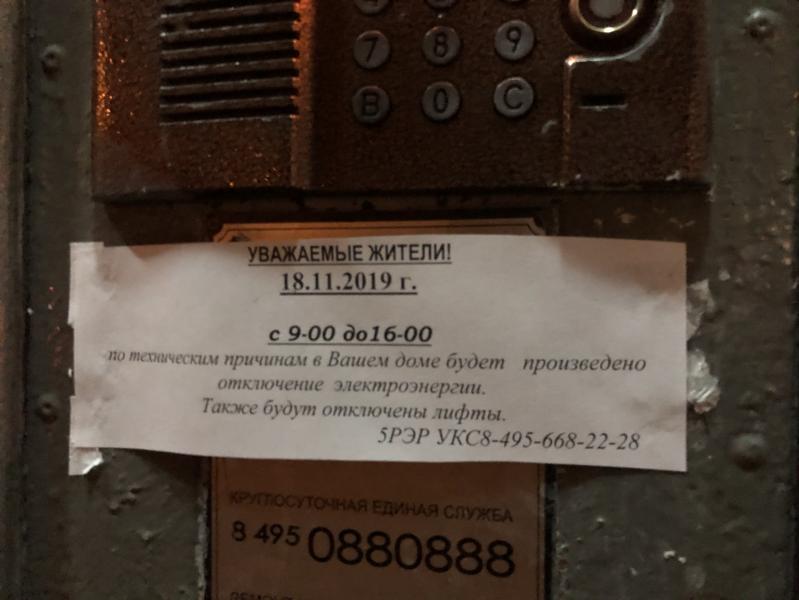 7 8 9
B 0 C
УВАЖАЕМЫЕ ЖИТЕЛИ!
18.11.2019 г.
с 9-00 до16-00
по техническим причинам в Вашем доме будет произведено
отключение электроэнергии.
Также будут отключены лифты.
5РЭР УКС8-495-668-22-28
КРУГЛОСУТОЧНАЯ ЕДИНАЯ СЛУЖБА
8 495 0880888